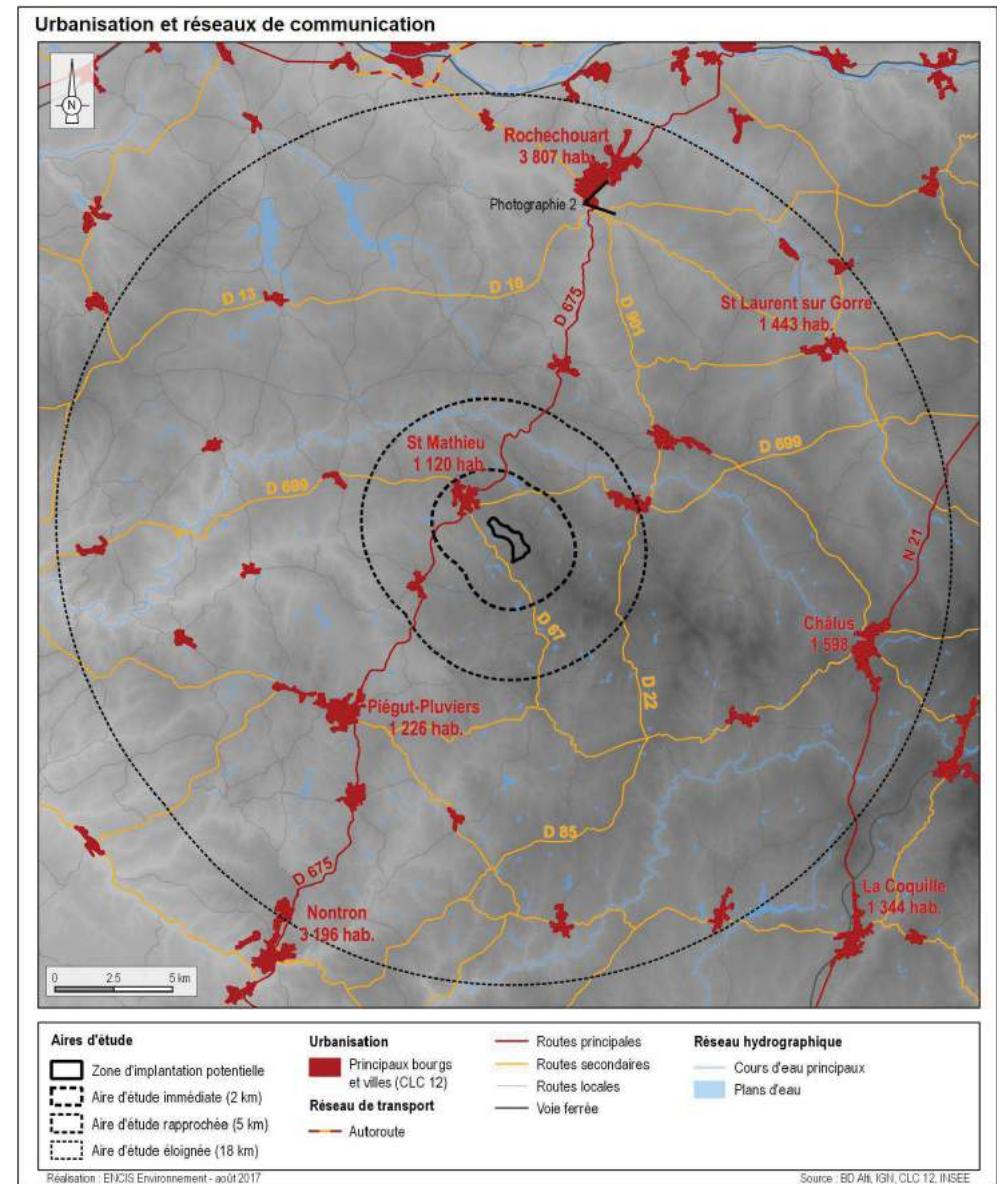 Urbanisation et réseaux de communication
N
Rochechouart
3 807 hab.
Photographie 2
D 675
D 901
D 10
D 13
St Laurent sur Gorre
1 443 hab.
St Mathieu
1 120 hab.
D 699
D 699
N 21
Châlus
1 598
D 67
D 22
Piégut-Pluviers
1 226 hab.
D 85
D 675
Nontron
3 196 hab.
La Coquille
1 344 hab.
0 2.5 5 km
Aires d'étude
Zone d'implantation potentielle
Aire d'étude immédiate (2 km)
Aire d'étude rapprochée (5 km)
Aire d'étude éloignée (18 km)
Urbanisation
Principaux bourgs
et villes (CLC 12)
Réseau de transport
Autoroute
Routes principales
Routes secondaires
Routes locales
Voie ferrée
Réseau hydrographique
Cours d'eau principaux
Plans d'eau
Réalisation : ENCIS Environnement - août 2017
Source : BD Alti, IGN, CLC 12, INSEE